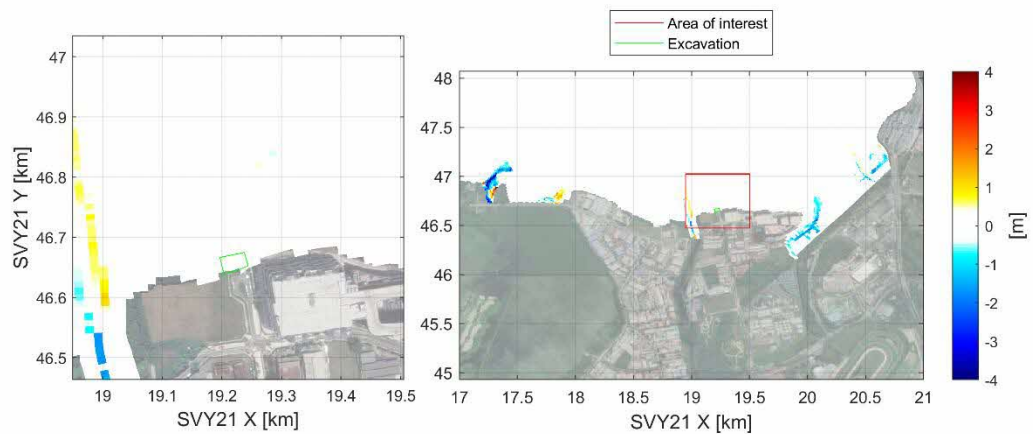 Area of interest
Excavation
47
46.9
46.8
46.7
46.6
46.5
SVY21 Y [km]
19 19.1 19.2 19.3 19.4 19.5
SVY21 X [km]
48
47.5
47
46.5
46
45.5
45
17 17.5 18 18.5 19 19.5 20 20.5 21
SVY21 X [km]
4
3
2
1
0
-1
-2
-3
-4
[m]